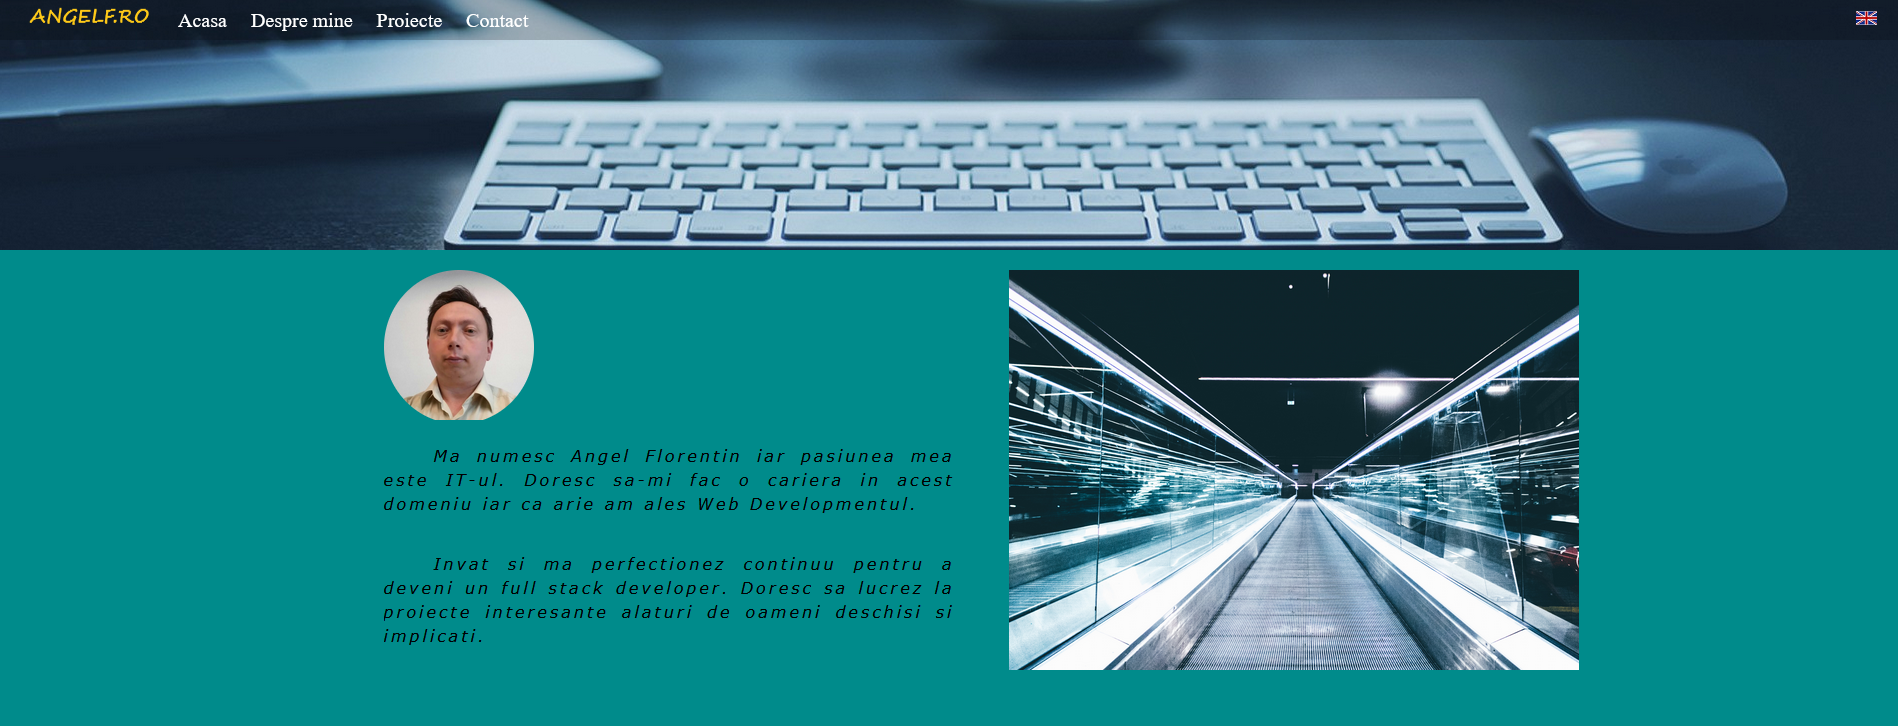 ANGELF.RO
Acasa Despre mine Proiecte Contact
Ma numesc Angel Florentin iar pasiunea mea
este IT-ul. Doresc sa-mi fac o cariera in acest
domeniu iar ca arie am ales Web Developmentul.
Invat si ma perfectionez continuu pentru a
deveni un full stack developer. Doresc sa lucrez la
proiecte interesante alaturi de oameni deschisi si
implicati.